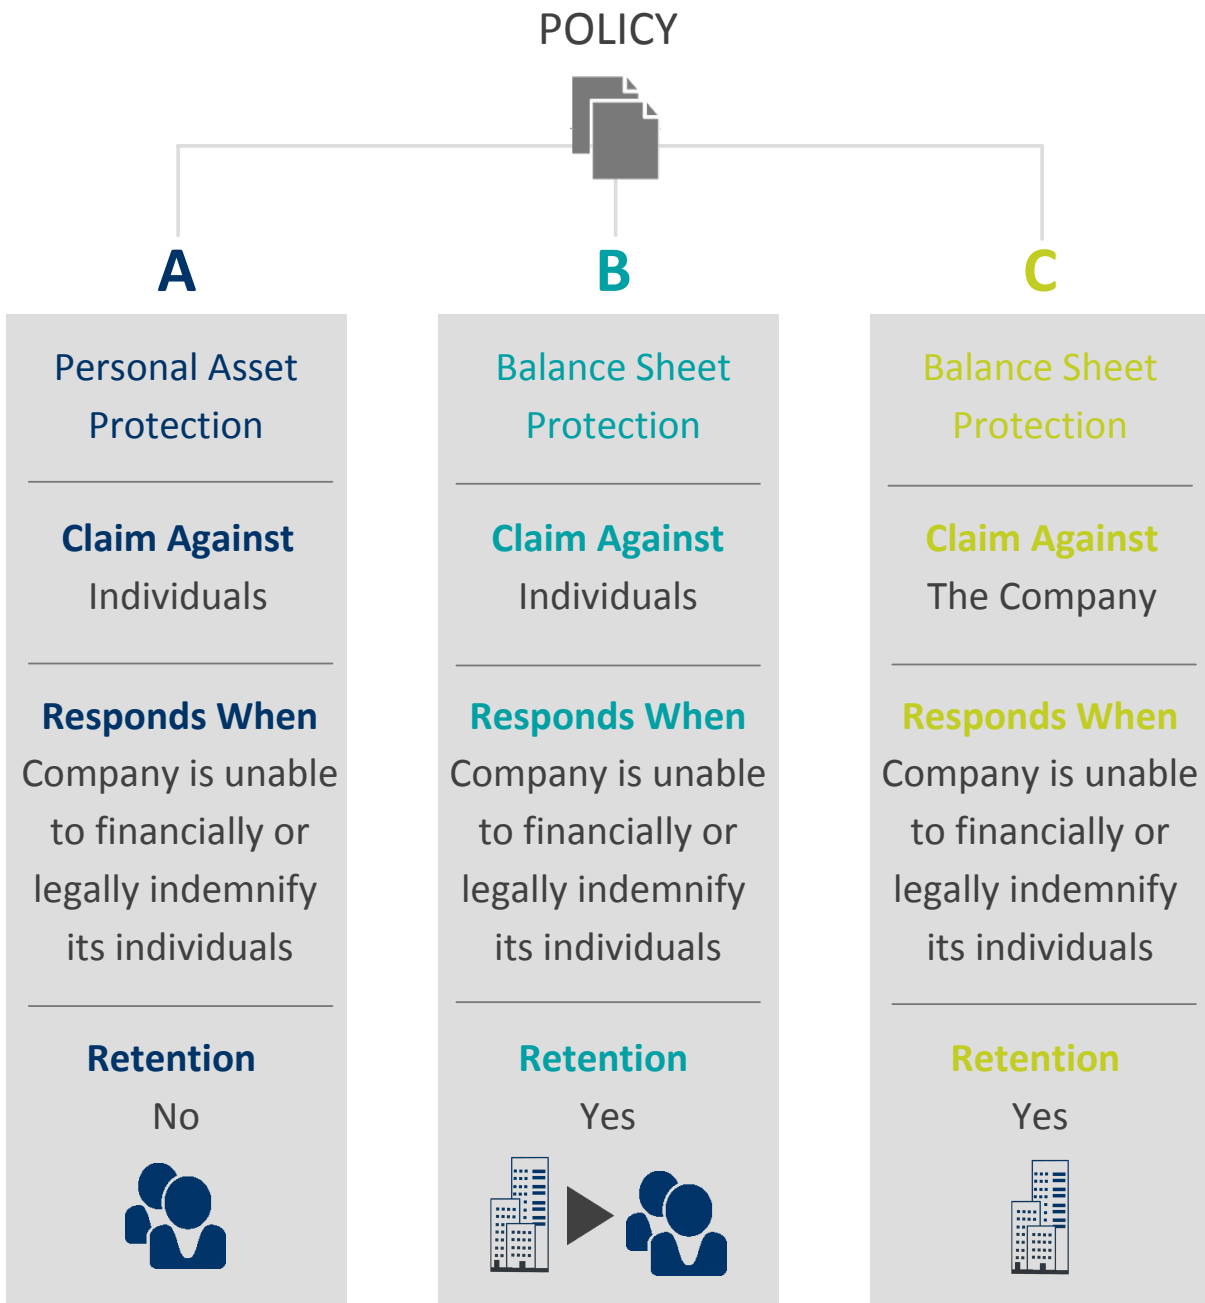 POLICY
A
Personal Asset
Protection
Claim Against
Individuals
Responds When
Company is unable
to financially or
legally indemnify
its individuals
Retention
No
B
Balance Sheet
Protection
Claim Against
Individuals
Responds When
Company is unable
to financially or
legally indemnify
its individuals
Retention
Yes
C
Balance Sheet
Protection
Claim Against
The Company
Responds When
Company is unable
to financially or
legally indemnify
its individuals
Retention
Yes